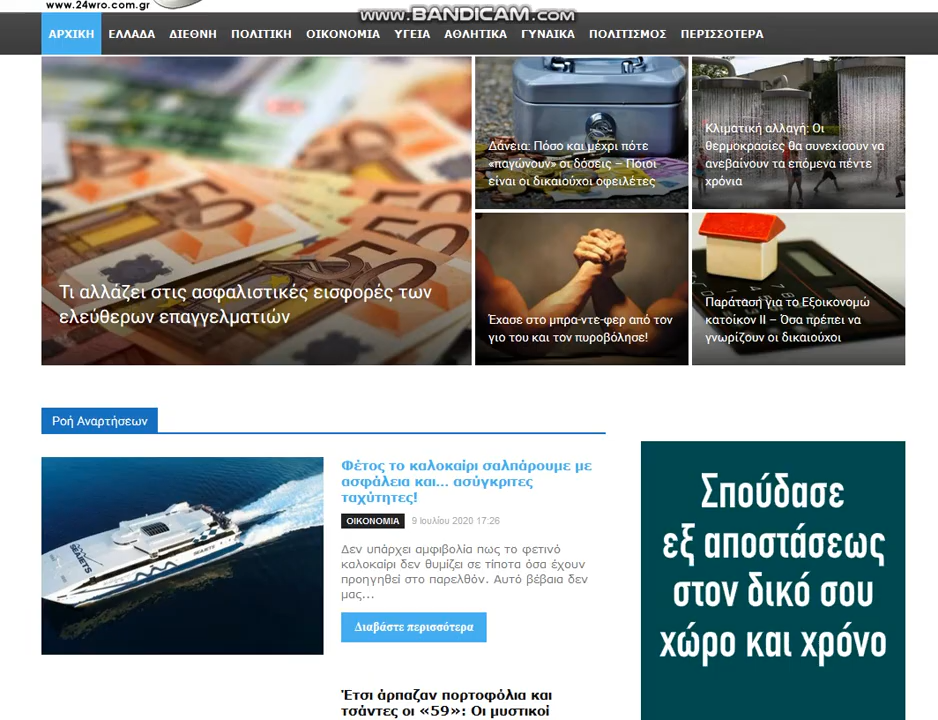 www.24wro.com.gr
www.BANDICAM.com
ΑΡΧΙΚΗ ΕΛΛΑΔΑ ΔΙΕΘΝΗ ΠΟΛΙΤΙΚΗ ΟΙΚΟΝΟΜΙΑ ΥΓΕΙΑ ΑΘΛΗΤΙΚΑ ΓΥΝΑΙΚΑ ΠΟΛΙΤΙΣΜΟΣ ΠΕΡΙΣΣΟΤΕΡΑ
Τι αλλάζει στις ασφαλιστικές εισφορές των
ελεύθερων επαγγελματιών
Δάνεια: Πόσο και μέχρι πότε
«παγώνουν» οι δόσεις – Ποιοι
είναι οι δικαιούχοι οφειλέτες
Κλιματική αλλαγή: Οι
θερμοκρασίες θα συνεχίσουν να
ανεβαίνουν τα επόμενα πέντε
χρόνια
Έχασε στο μπρα-ντε-φερ από τον
γιο του και τον πυροβόλησε!
Παράταση για το Εξοικονομώ
κατοίκον ΙΙ – Όσα πρέπει να
γνωρίζουν οι δικαιούχοι
Ροή Αναρτήσεων
SEAJETS
SEAJETS
Φέτος το καλοκαίρι σαλπάρουμε με
ασφάλεια και… ασύγκριτες
ταχύτητες!
ΟΙΚΟΝΟΜΙΑ 9 Ιουλίου 2020 17:26
Δεν υπάρχει αμφιβολία πως το φετινό
καλοκαίρι δεν θυμίζει σε τίποτα όσα έχουν
προηγηθεί στο παρελθόν. Αυτό βέβαια δεν
μας...
Διαβάστε περισσότερα
Έτσι άρπαζαν πορτοφόλια και
τσάντες οι «59»: Οι μυστικοί
Σπούδασε
εξ αποστάσεως
στον δικό σου
χώρο και χρόνο